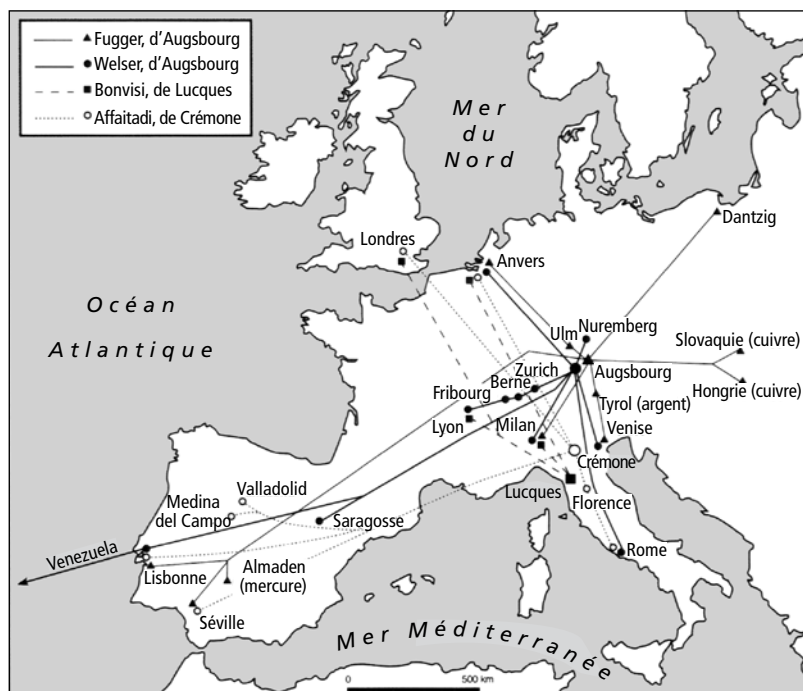 Fugger, d'Augsbourg
Welser, d'Augsbourg
Bonvisi, de Lucques
Affaitadi, de Crémone
Mer
du
Nord
Dantzig
Londres
Anvers
Océan
Atlantique
Ulm
Nuremberg
Slovaquie (cuivre)
Zurich
Augsbourg
Berne
Fribourg
Hongrie (cuivre)
Tyrol (argent)
Lyon
Milan
Venise
Crémone
Valladolid
Lucques
Medina
del Campo
Florence
Saragosse
Venezuela
Rome
Lisbonne
Almaden
(mercure)
Séville
Mer Méditerranée
0
500 km